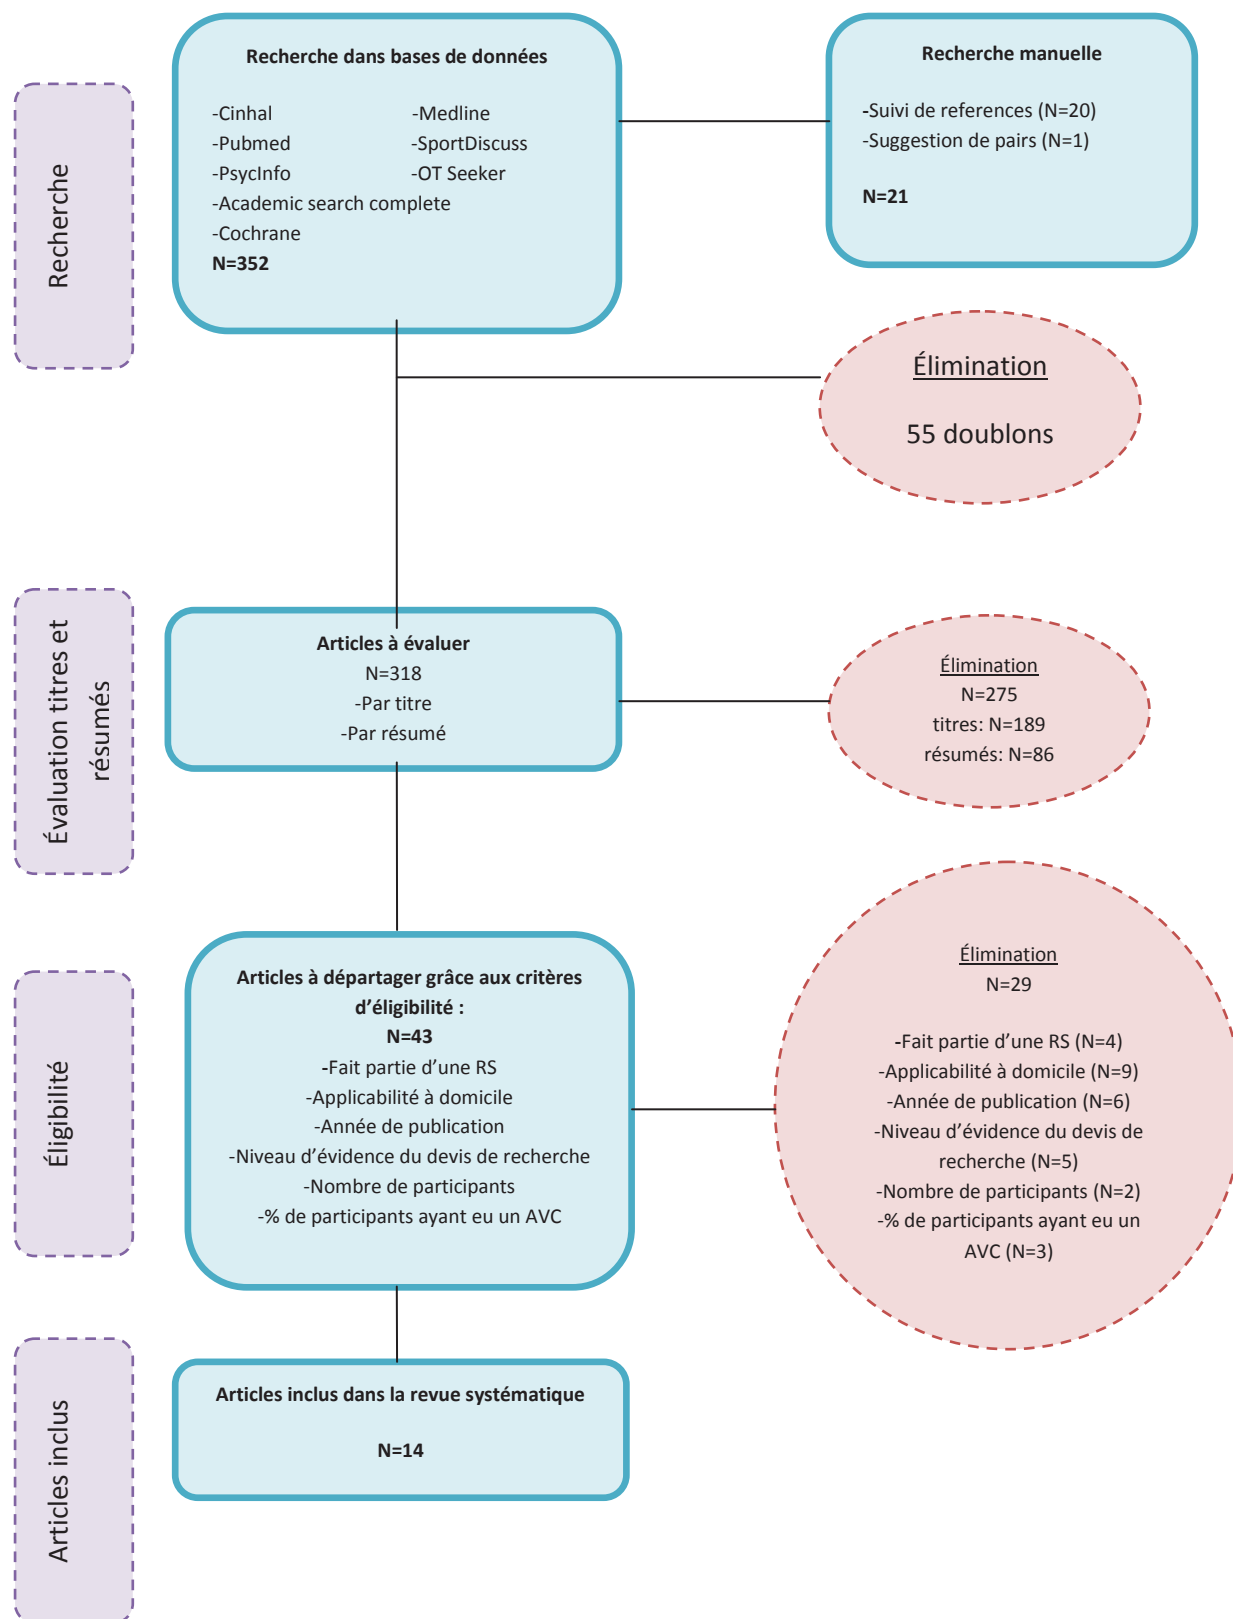 Recherche
Recherche dans bases de données
-Cinhal -Medline
-Pubmed -SportDiscuss
-PsycInfo -OT Seeker
-Academic search complete
-Cochrane
N=352
Recherche manuelle
-Suivi de references (N=20)
-Suggestion de pairs (N=1)
N=21
Élimination
55 doublons
Évaluation titres et
résumés
Articles à évaluer
N=318
-Par titre
-Par résumé
Élimination
N=275
titres: N=189
résumés: N=86
Éligibilité
Articles à départager grâce aux critères
d’éligibilité :
N=43
-Fait partie d’une RS
-Applicabilité à domicile
-Année de publication
-Niveau d’évidence du devis de recherche
-Nombre de participants
-% de participants ayant eu un AVC
Élimination
N=29
-Fait partie d’une RS (N=4)
-Applicabilité à domicile (N=9)
-Année de publication (N=6)
-Niveau d’évidence du devis de
recherche (N=5)
-Nombre de participants (N=2)
-% de participants ayant eu un
AVC (N=3)
Articles inclus
Articles inclus dans la revue systématique
N=14